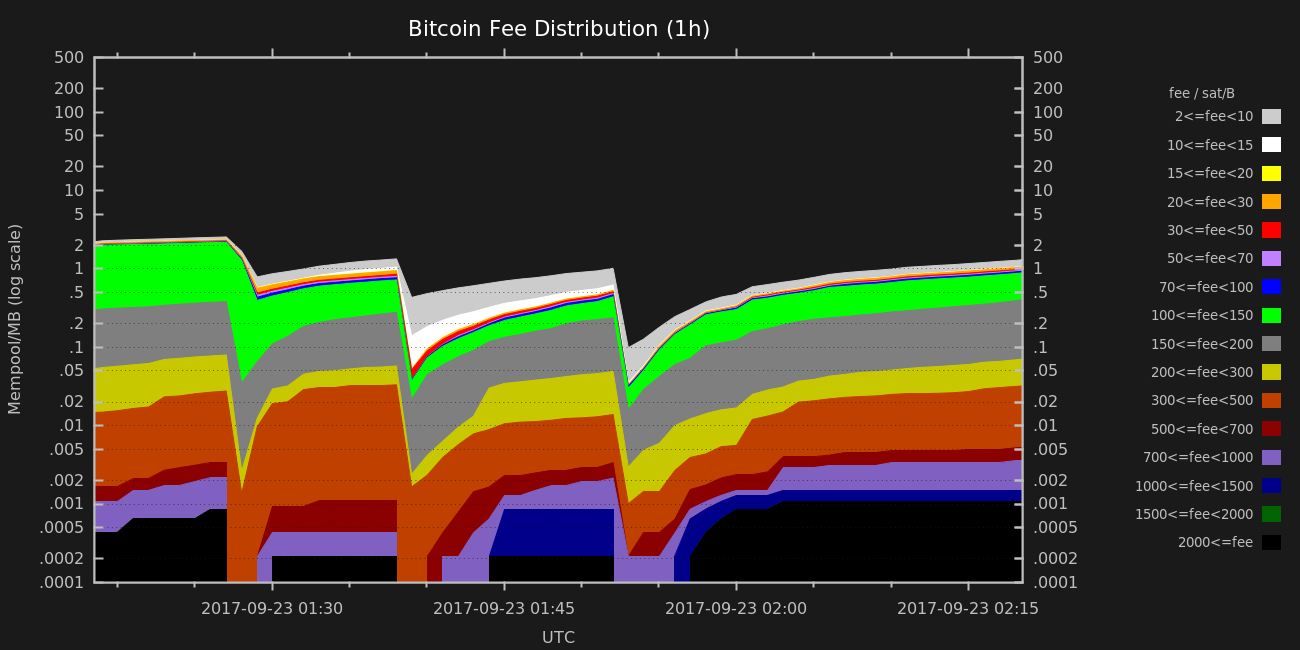 Bitcoin Fee Distribution (1h)
Mempool/MB (log scale)
500
200
100
50
20
10
5
2
1
.5
.2
.1
.05
.02
.01
.005
.002
.001
.0005
.0002
.0001
500
200
100
50
20
10
5
2
1
.5
.2
.1
.05
.02
.01
.005
.002
.001
.0005
.0002
.0001
2017-09-23 01:30
2017-09-23 01:45
2017-09-23 02:00
2017-09-23 02:15
UTC
fee / sat/B
2<=fee<10
10<=fee<15
15<=fee<20
20<=fee<30
30<=fee<50
50<=fee<70
70<=fee<100
100<=fee<150
150<=fee<200
200<=fee<300
300<=fee<500
500<=fee<700
700<=fee<1000
1000<=fee<1500
1500<=fee<2000
2000<=fee